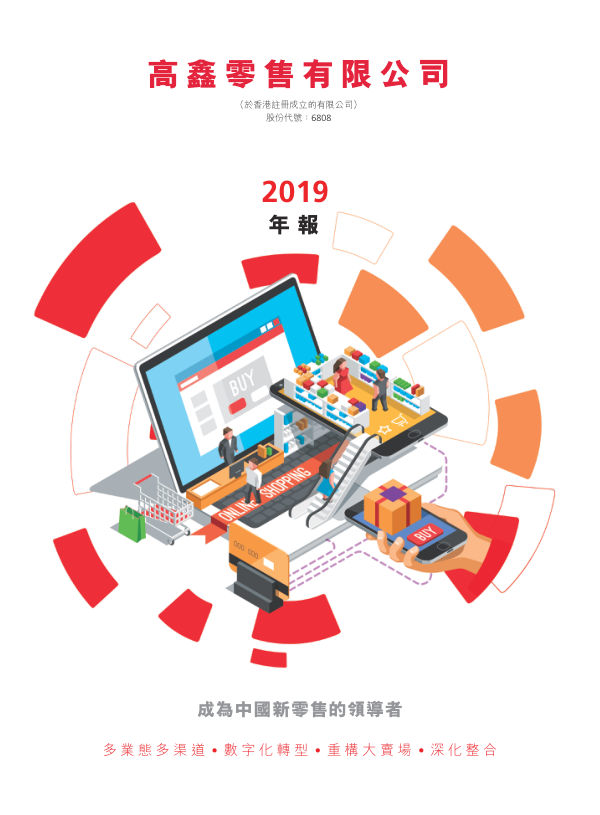 高鑫零售有限公司
（於香港註冊成立的有限公司）
股份代號：6808
2019
年報
BUY
ONLINE SHOPPING
BUY
000 000
成為中國新零售的領導者
多業態多渠道•數字化轉型•重構大賣場•深化整合